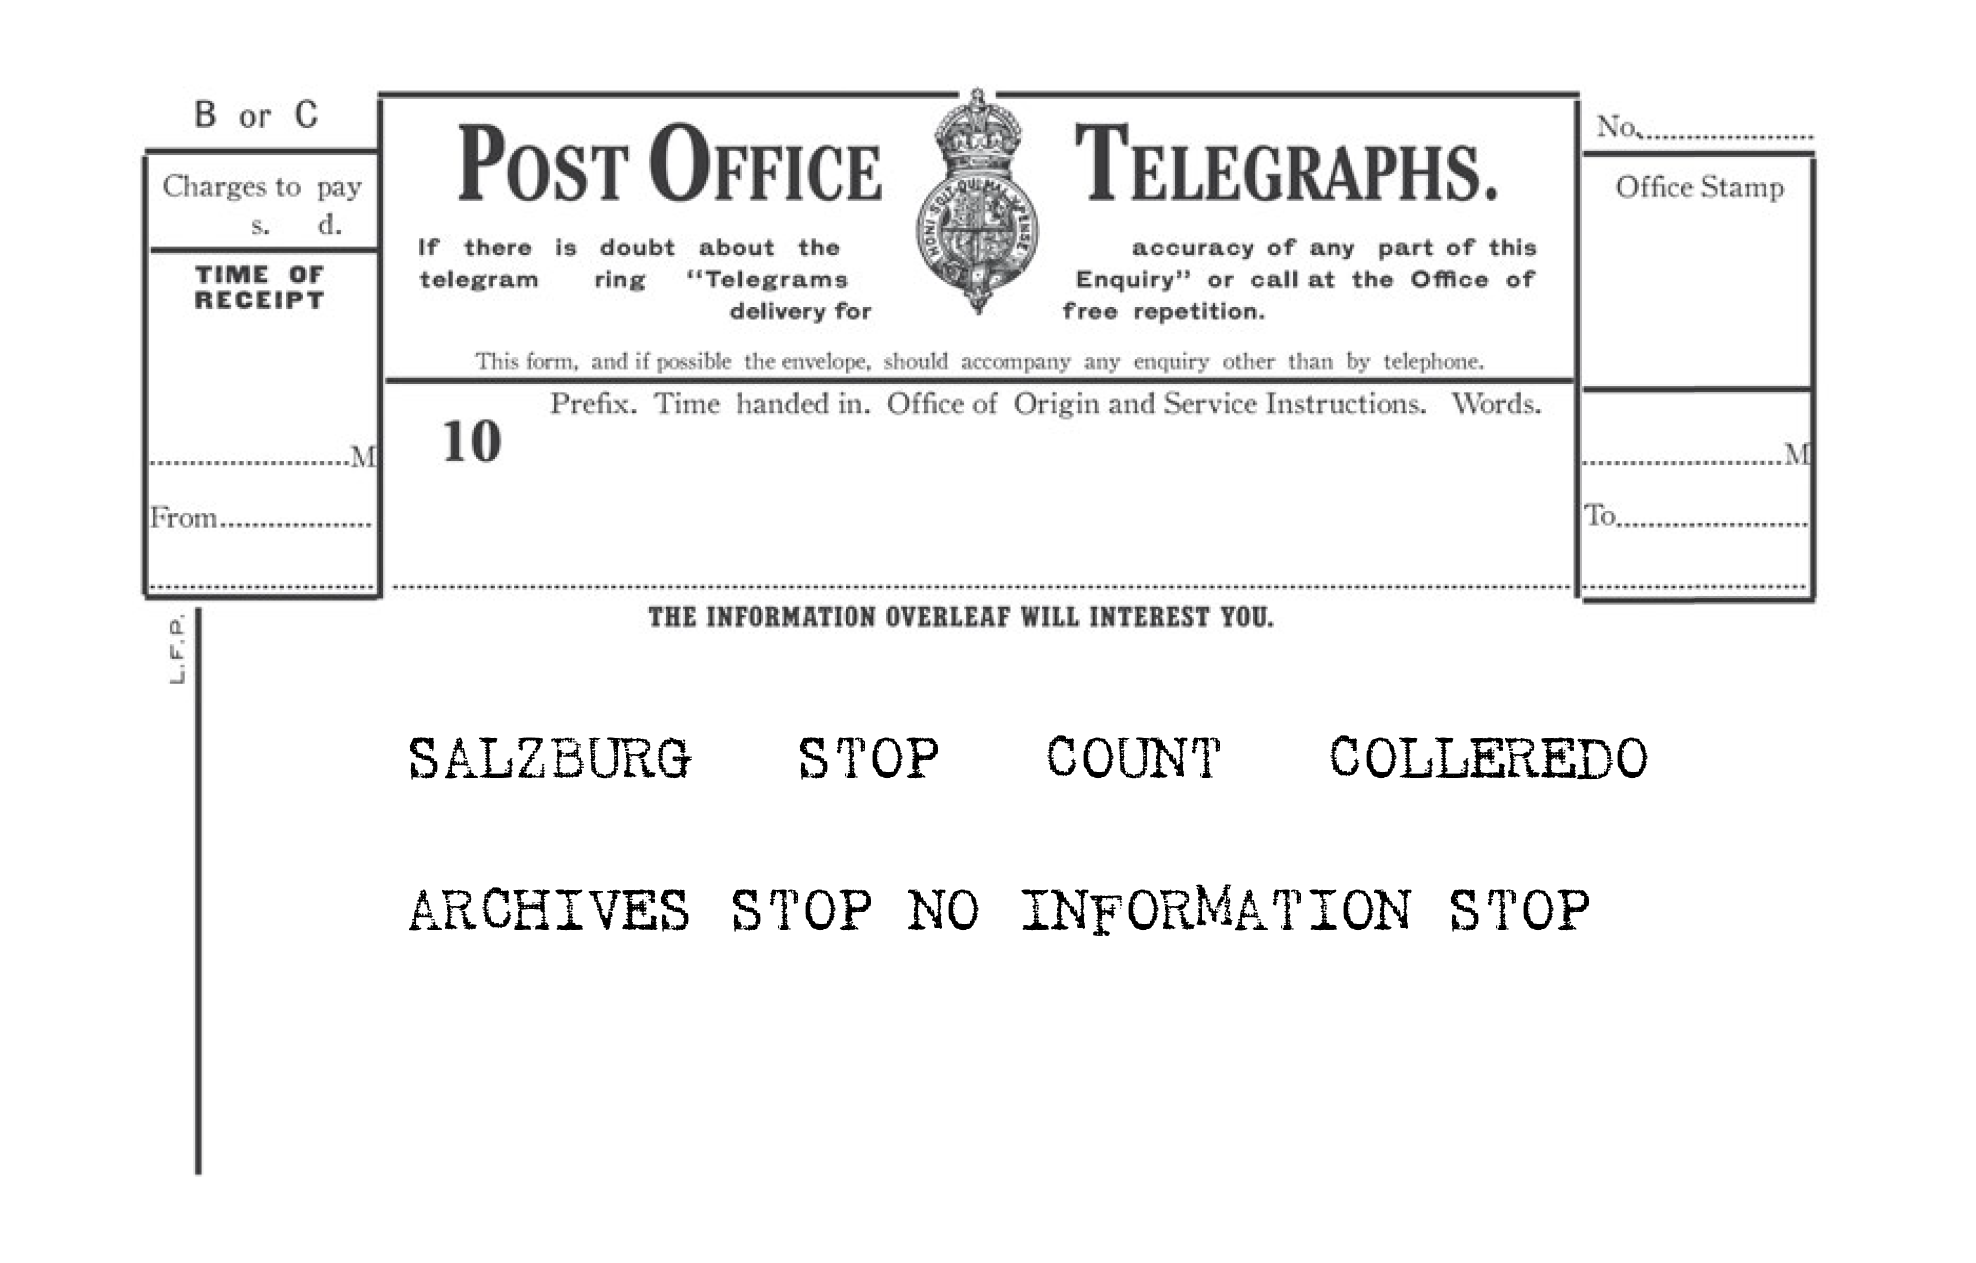 B or C
Charges to pay
s. d.
TIME OF
RECEIPT
M
From
POST OFFICE TELEGRAPHS.
If there is doubt about the accuracy of any part of this
telegram ring “Telegrams Enquiry” or call at the Office of
delivery for free repetition.
HONI SOIT QUI MAL Y PENSE
This form, and if possible the envelope, should accompany any enquiry other than by telephone.
Prefix. Time handed in. Office of Origin and Service Instructions. Words.
10
No.
Office Stamp
M
To
THE INFORMATION OVERLEAF WILL INTEREST YOU.
L.F.P.
SALZBURG STOP COUNT COLLEREDO
ARCHIVES STOP NO INFORMATION STOP